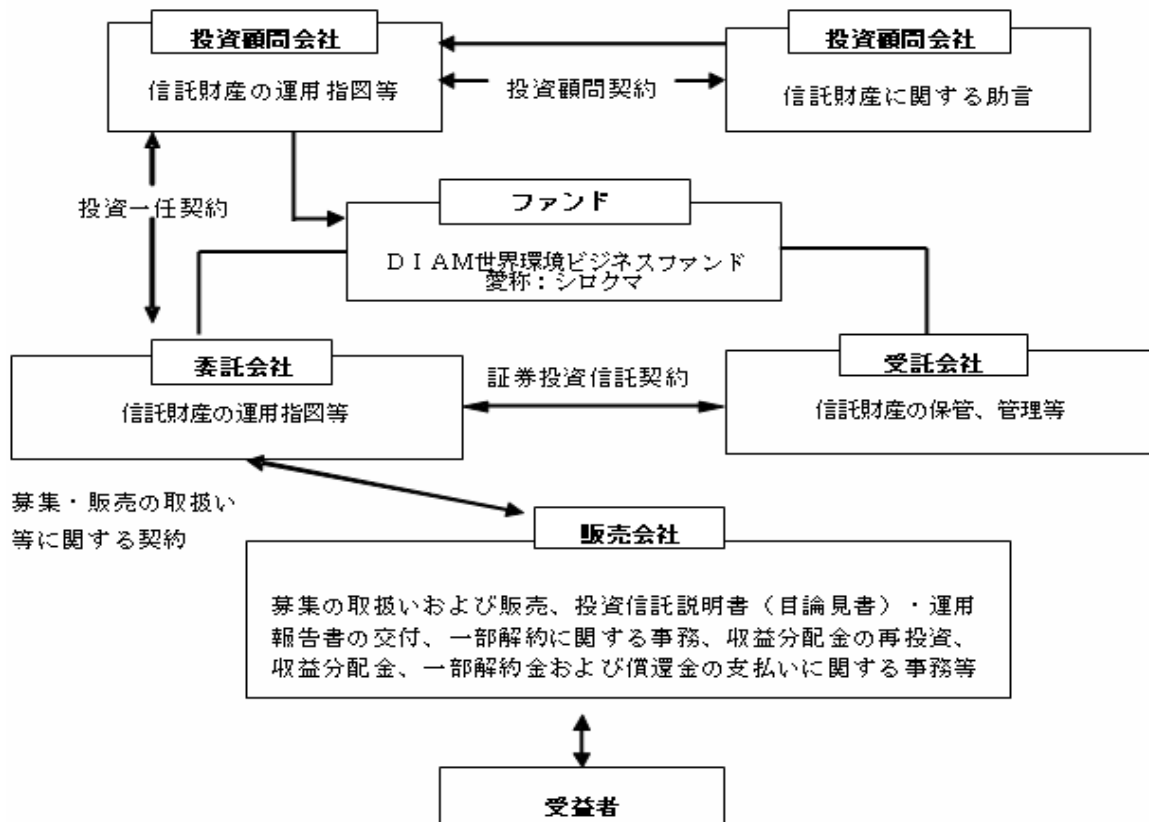 投資顧問会社
信託財産の運用指図等
投資顧問契約
投資顧問会社
信託財産に関する助言
投資一任契約
ファンド
ＤＩＡＭ世界環境ビジネスファンド
愛称：シロクマ
委託会社
信託財産の運用指図等
証券投資信託契約
受託会社
信託財産の保管、管理等
募集・販売の取扱い
等に関する契約
販売会社
募集の取扱いおよび販売、投資信託説明書（目論見書）・運用
報告書の交付、一部解約に関する事務、収益分配金の再投資、
収益分配金、一部解約金および償還金の支払いに関する事務等
受益者